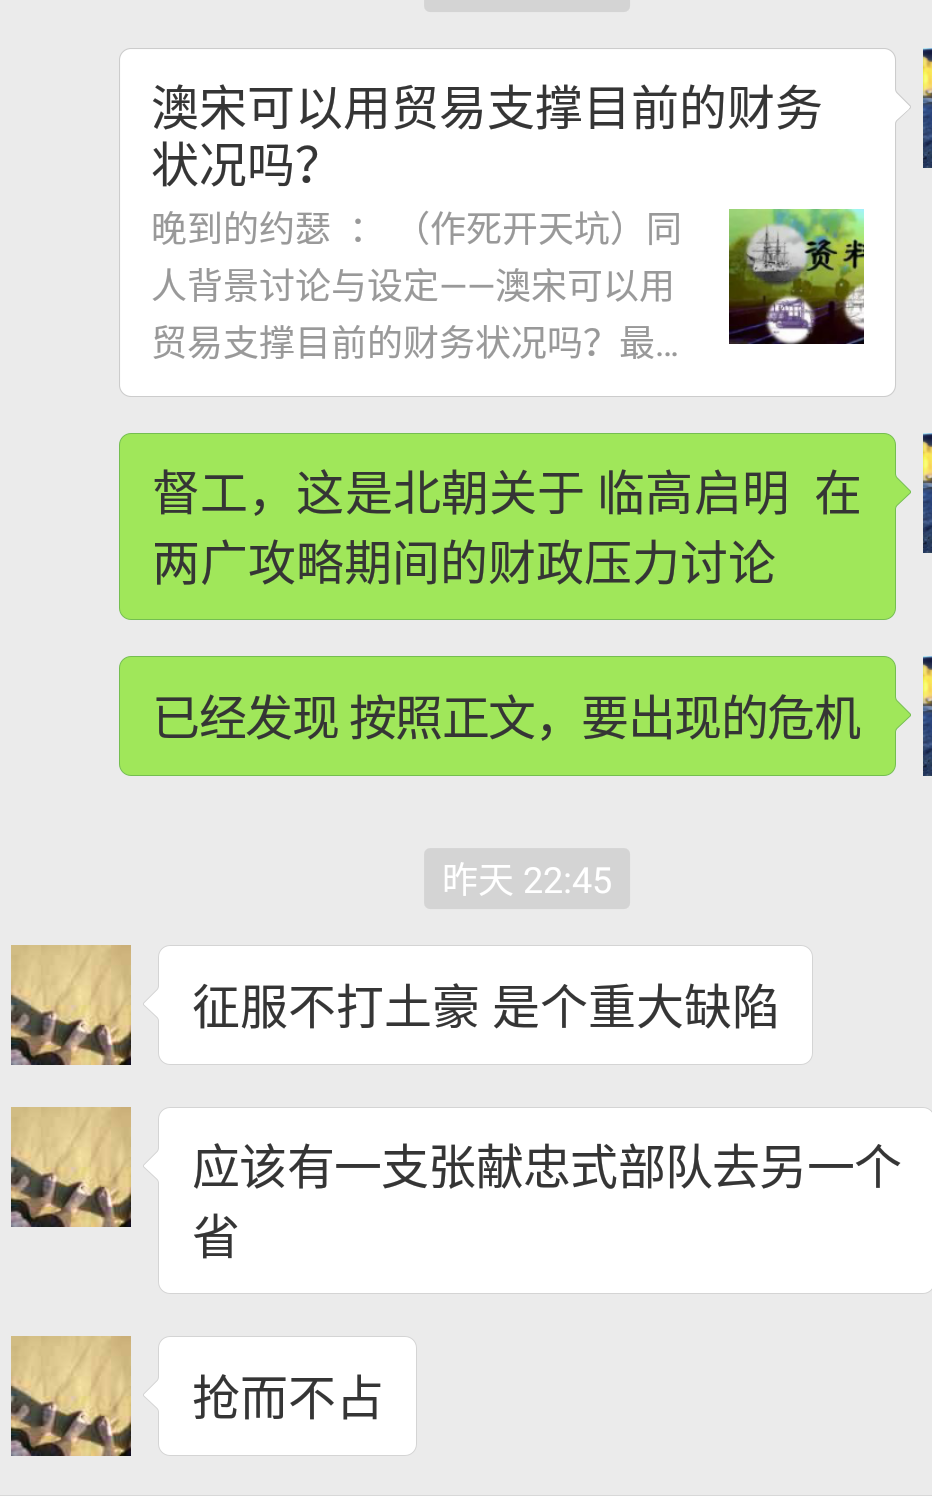 澳宋可以用贸易支撑目前的财务
状况吗？
晚到的约瑟 ： （作死开天坑）同
人背景讨论与设定——澳宋可以用
贸易支撑目前的财务状况吗？最...
资料
督工，这是北朝关于 临高启明 在
两广攻略期间的财政压力讨论
已经发现 按照正文，要出现的危机
昨天 22:45
征服不打土豪 是个重大缺陷
应该有一支张献忠式部队去另一个
省
抢而不占